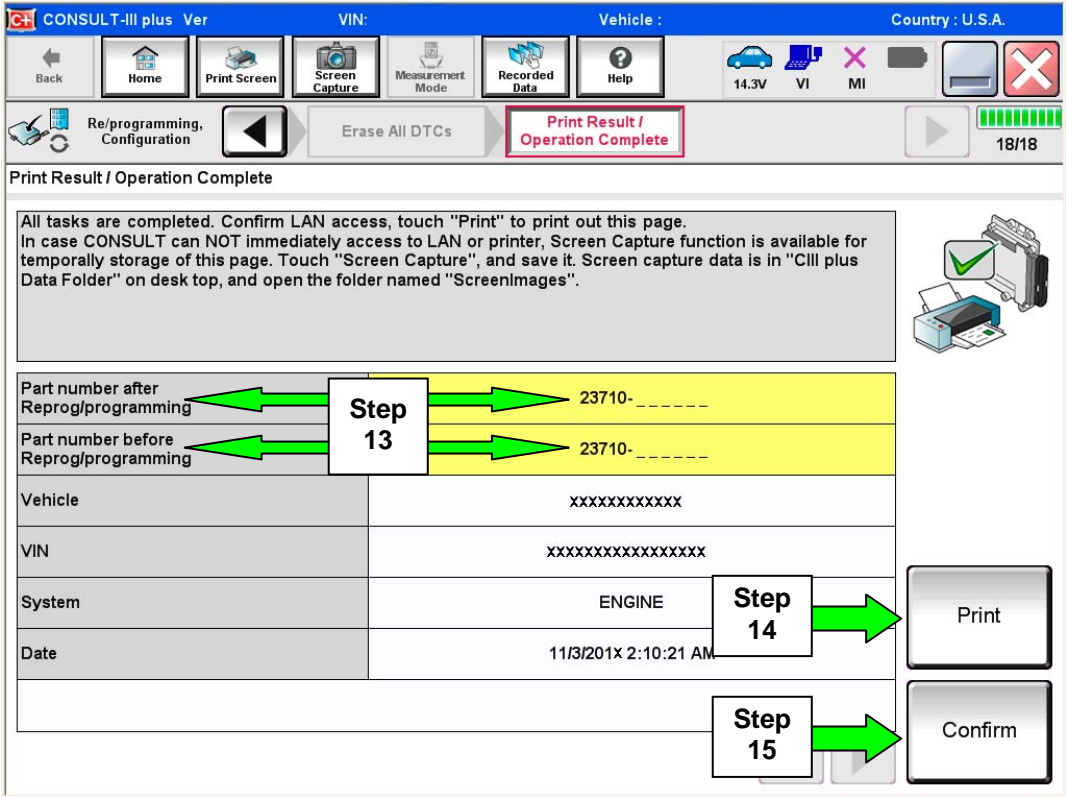 C+ CONSULT-III plus Ver VIN: Vehicle : Country : U.S.A.
Back
Home
Print Screen
Screen
Capture
Measurement
Mode
Recorded
Data
?
Help
14.3V
VI
MI
Re/programming,
Configuration
Erase All DTCs
Print Result /
Operation Complete
18/18
Print Result / Operation Complete
All tasks are completed. Confirm LAN access, touch "Print" to print out this page.
In case CONSULT can NOT immediately access to LAN or printer, Screen Capture function is available for
temporally storage of this page. Touch "Screen Capture", and save it. Screen capture data is in "CIII plus
Data Folder" on desk top, and open the folder named "ScreenImages".
Part number after
Reprog/programming
23710-_ _ _ _ _ _
Step
13
Part number before
Reprog/programming
23710-_ _ _ _ _ _
Vehicle
xxxxxxxxxxxx
VIN
xxxxxxxxxxxxxxxxx
System
ENGINE
Step
14
Print
Date
11/3/201x 2:10:21 AM
Step
15
Confirm